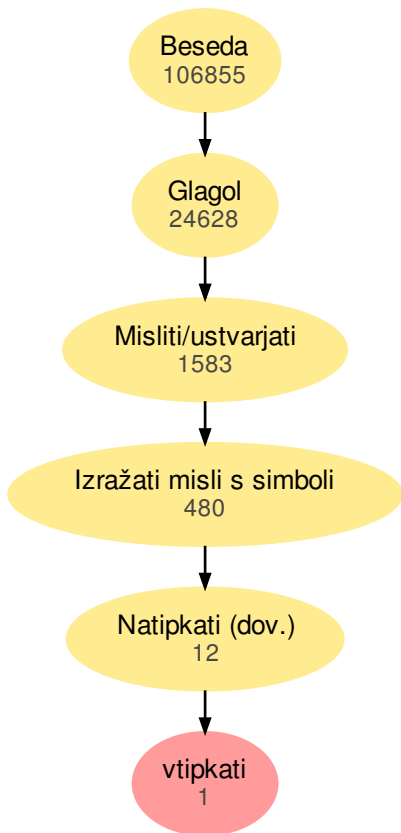 Beseda
106855
Glagol
24628
Misliti/ustvarjati
1583
Izražati misli s simboli
480
Natipkati (dov.)
12
vtipkati
1